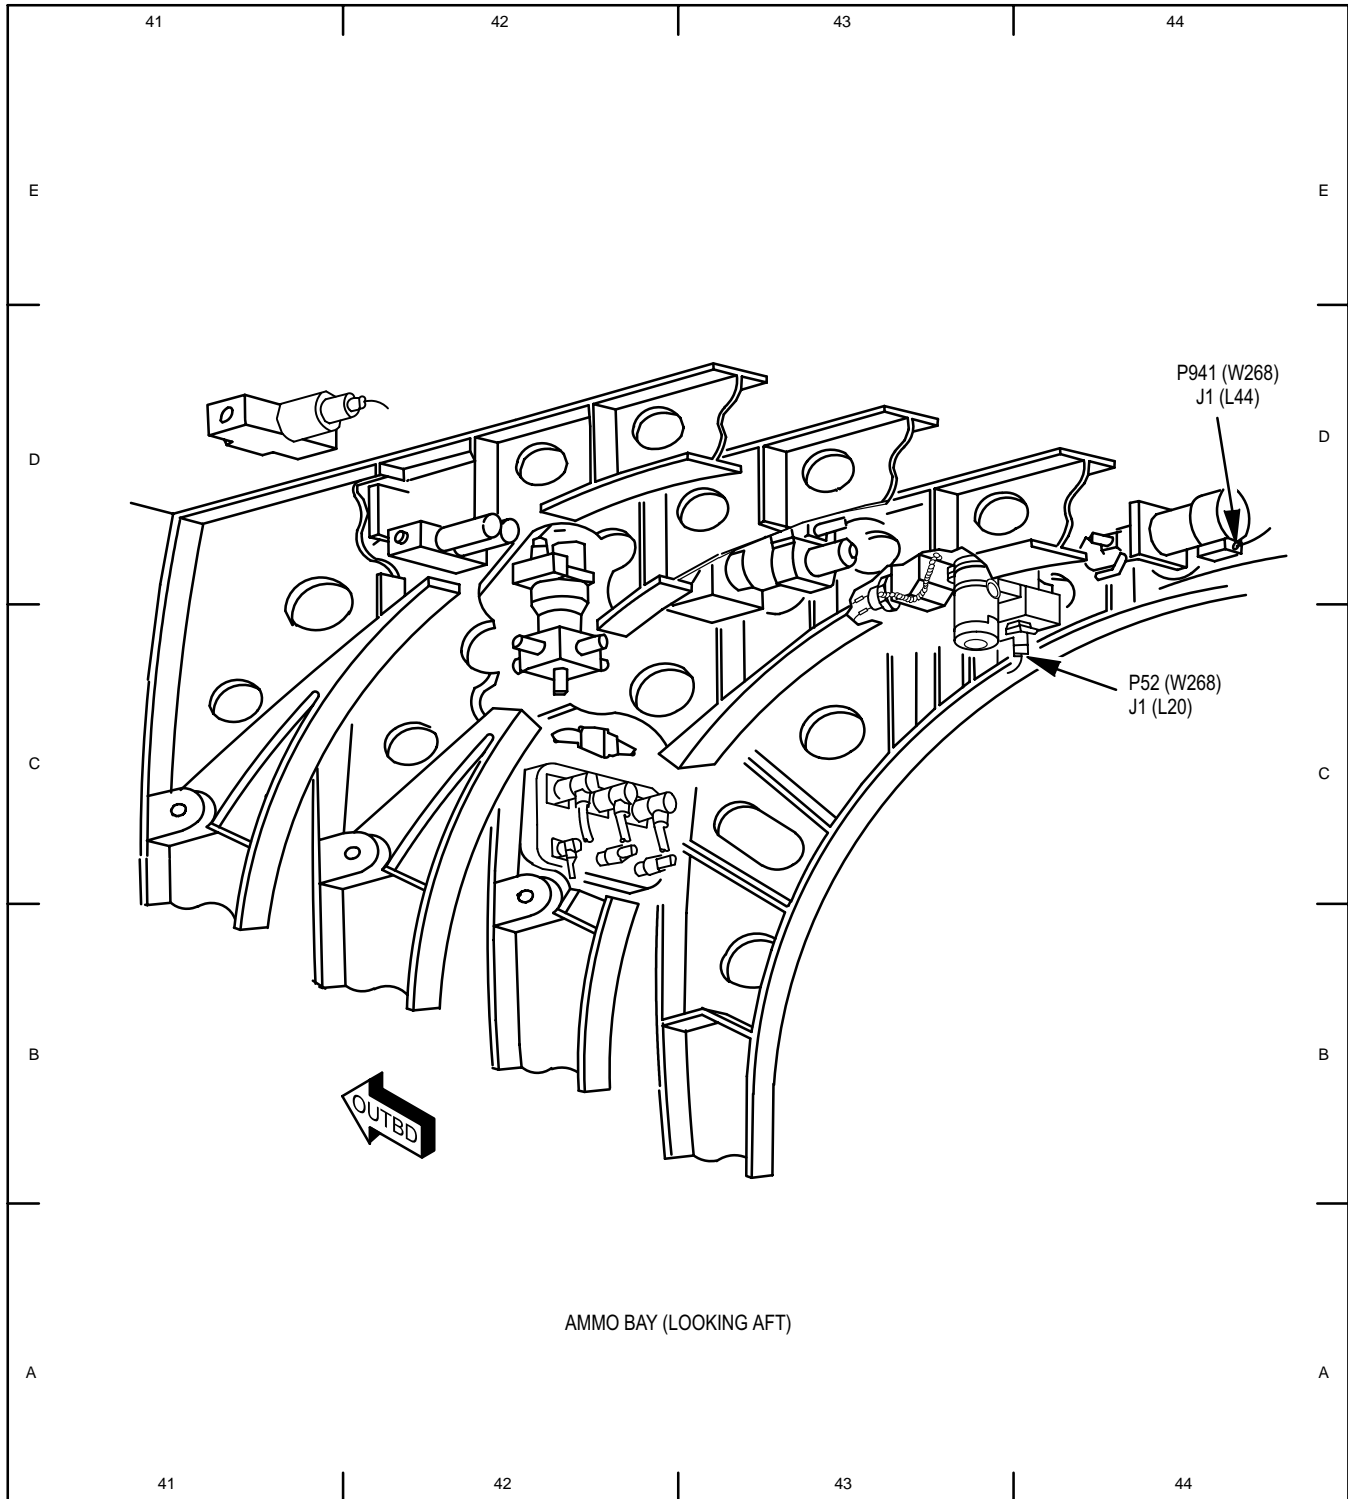 41 42 43 44
E E
P941 (W268)
J1 (L44)
D D
P52 (W268)
J1 (L20)
C C
B B
OUTBD
AMMO BAY (LOOKING AFT)
A A
41 42 43 44